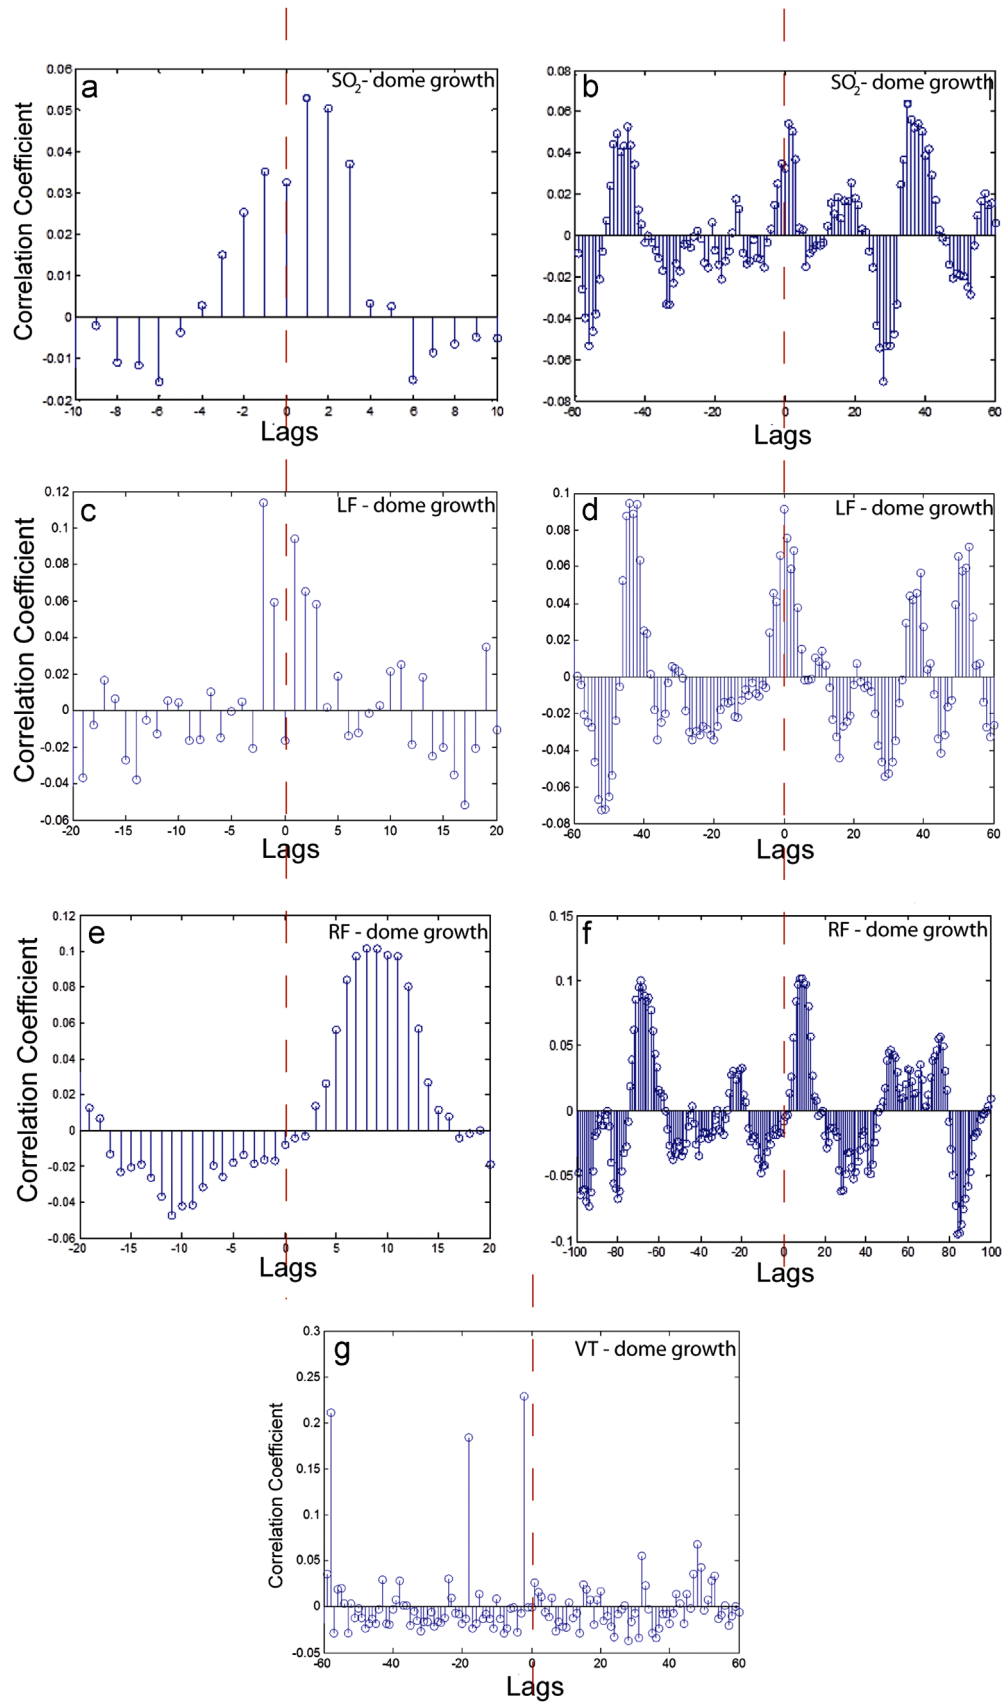 a
SO2- dome growth
Correlation Coefficient
0.06
0.05
0.04
0.03
0.02
0.01
0
-0.01
-0.02
-10 -8 -6 -4 -2 0 2 4 6 8 10
Lags
b
SO2- dome growth
0.08
0.06
0.04
0.02
0
-0.02
-0.04
-0.06
-0.08
-60 -40 -20 0 20 40 60
Lags
c
LF - dome growth
Correlation Coefficient
0.12
0.1
0.08
0.06
0.04
0.02
0
-0.02
-0.04
-0.06
-20 -15 -10 -5 0 5 10 15 20
Lags
d
LF - dome growth
0.1
0.08
0.06
0.04
0.02
0
-0.02
-0.04
-0.06
-0.08
-60 -40 -20 0 20 40 60
Lags
e
RF - dome growth
Correlation Coefficient
0.12
0.1
0.08
0.06
0.04
0.02
0
-0.02
-0.04
-0.06
-20 -15 -10 -5 0 5 10 15 20
Lags
f
RF - dome growth
0.15
0.1
0.05
0
-0.05
-0.1
-100 -80 -60 -40 -20 0 20 40 60 80 100
Lags
g
VT - dome growth
Correlation Coefficient
0.3
0.25
0.2
0.15
0.1
0.05
0
-0.05
-60 -40 -20 0 20 40 60
Lags